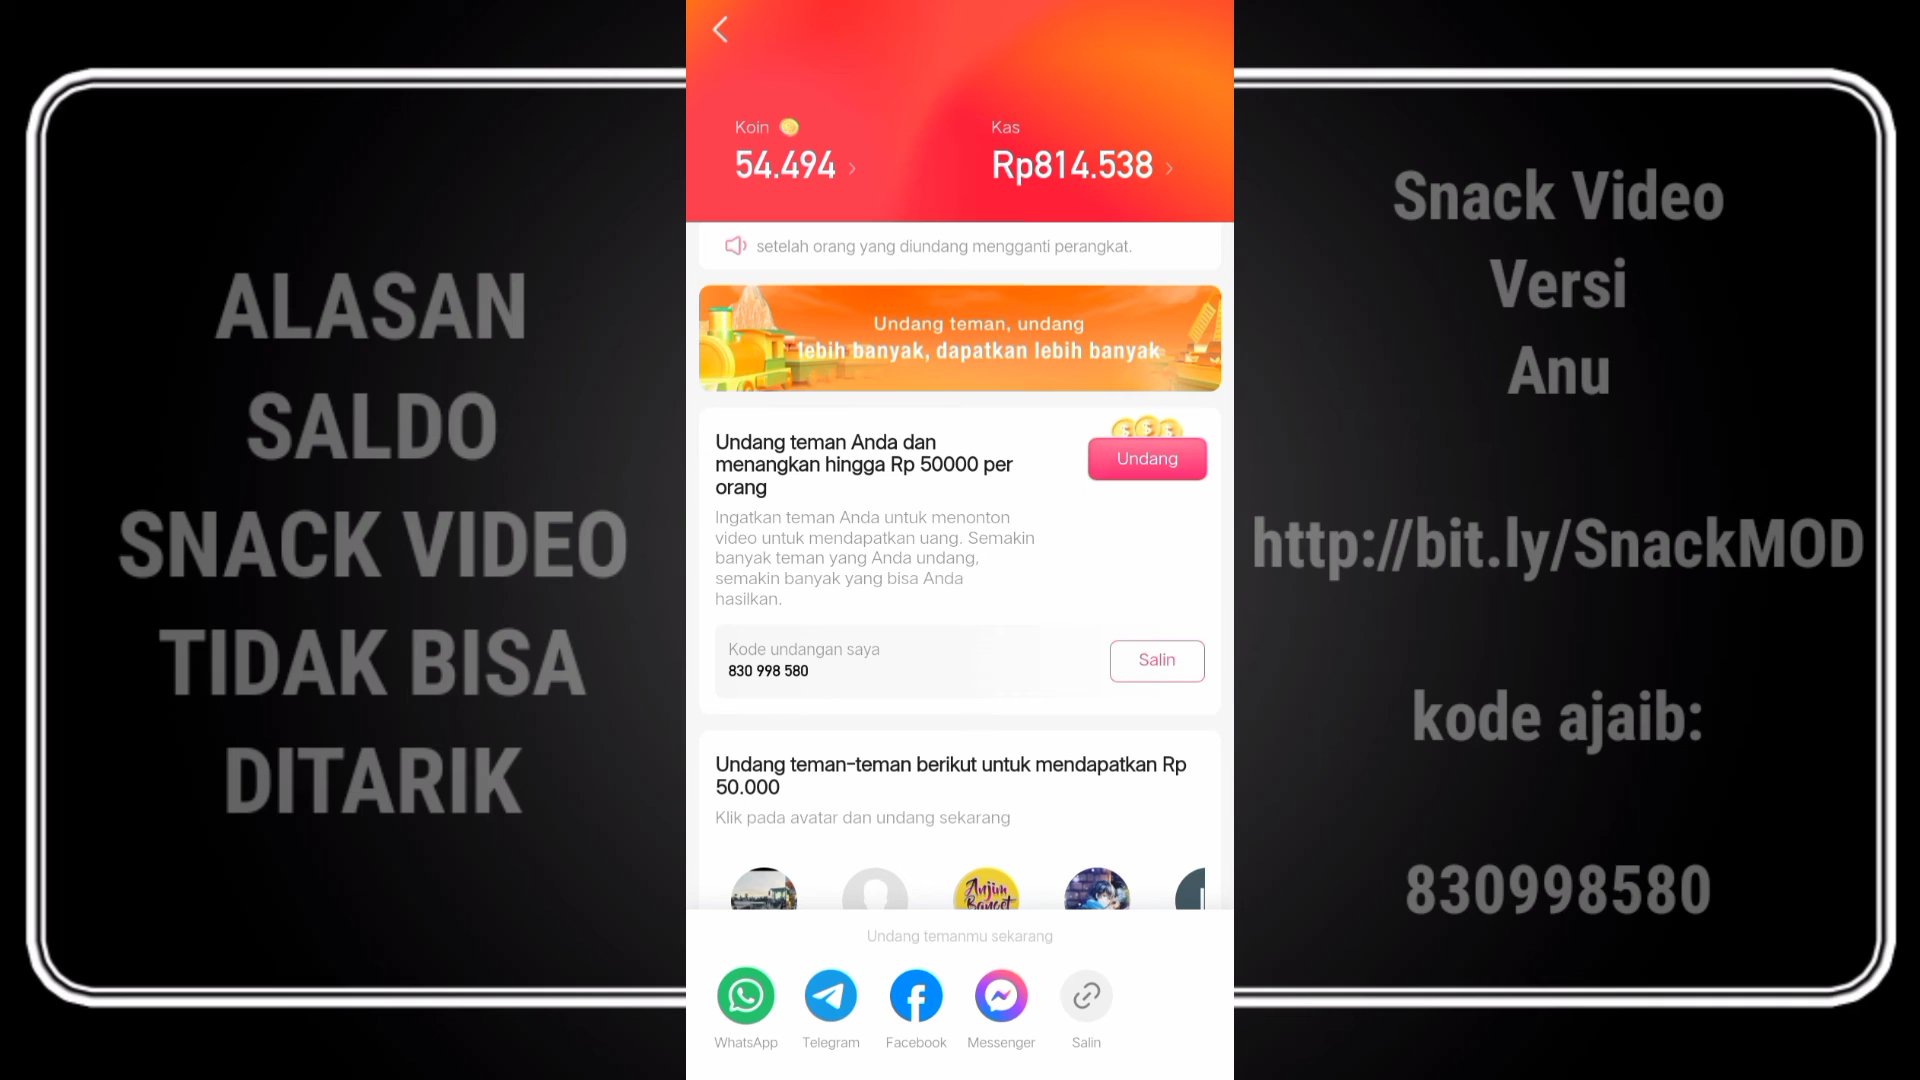 ALASAN
SALDO
SNACK VIDEO
TIDAK BISA
DITARIK
Koin
54.494
Kas
Rp814.538
setelah orang yang diundang mengganti perangkat.
Undang teman, undang
lebih banyak, dapatkan lebih banyak
Undang teman Anda dan
menangkan hingga Rp 50000 per
orang
Undang
Ingatkan teman Anda untuk menonton
video untuk mendapatkan uang. Semakin
banyak teman yang Anda undang,
semakin banyak yang bisa Anda
hasilkan.
Kode undangan saya
830 998 580
Salin
Undang teman-teman berikut untuk mendapatkan Rp
50.000
Klik pada avatar dan undang sekarang
Anjim
Banget
Undang temanmu sekarang
WhatsApp
Telegram
Facebook
Messenger
Salin
Snack Video
Versi
Anu
http://bit.ly/SnackMOD
kode ajaib:
830998580